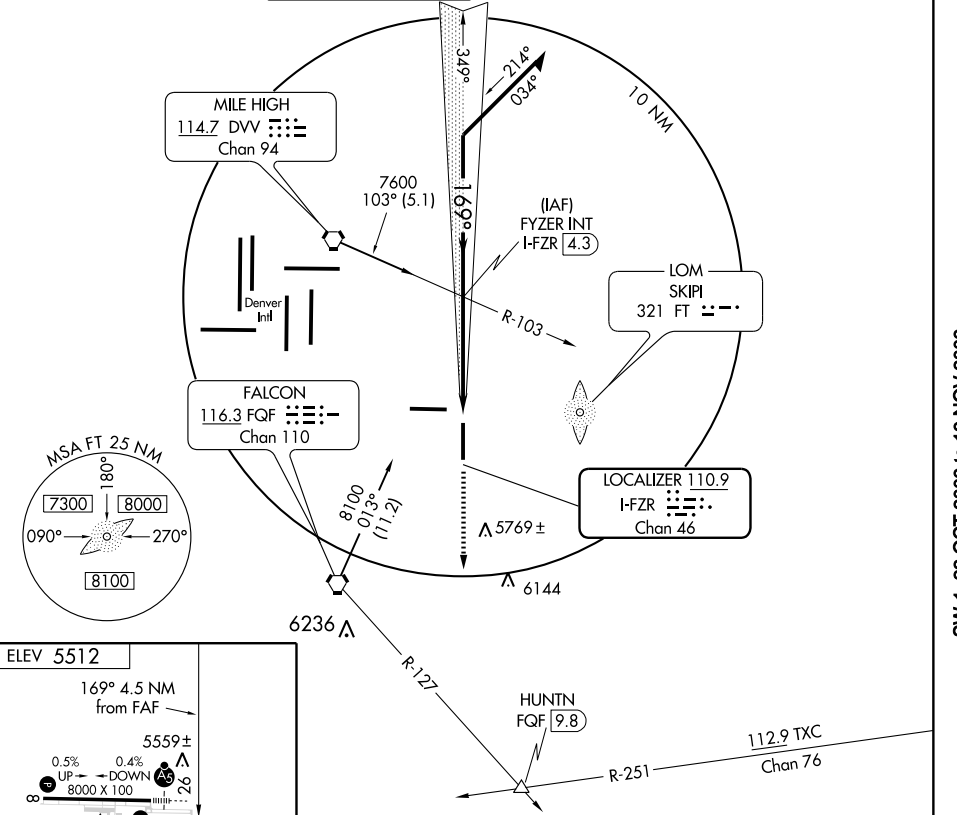 349°
214°
034°
10 NM
MILE HIGH
114.7 DVV
Chan 94
7600
103° (5.1)
169°
(IAF)
FYZER INT
I-FZR 4.3
LOM
SKIPI
321 FT
R-103
Denver
Intl
FALCON
116.3 FQF
Chan 110
MSA FT 25 NM
180°
7300
8000
090°
270°
8100
8100
013°
(11.2)
LOCALIZER 110.9
I-FZR
Chan 46
5769 ±
6144
6236
ELEV 5512
169° 4.5 NM
from FAF
5559 ±
0.5%
UP
0.4%
DOWN
8000 X 100
P
A5
8
26
R-127
HUNTN
FQF 9.8
112.9 TXC
Chan 76
R-251